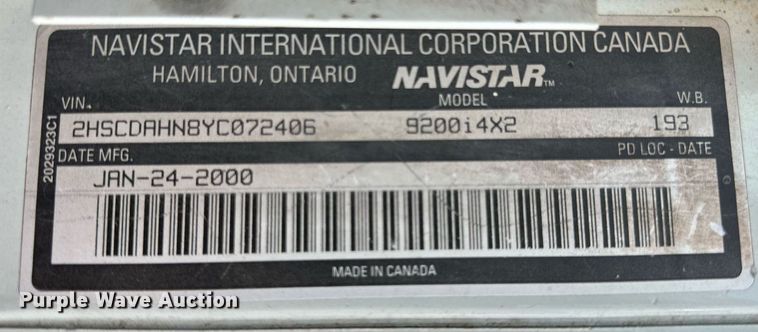 NAVISTAR INTERNATIONAL CORPORATION CANADA
HAMILTON, ONTARIO NAVISTAR™
VIN. MODEL W.B.
2HSCDAHN8YC072406 9200i4X2 193
DATE MFG. PD LOC - DATE
JAN-24-2000
MADE IN CANADA
2029323C1
Purple Wave Auction